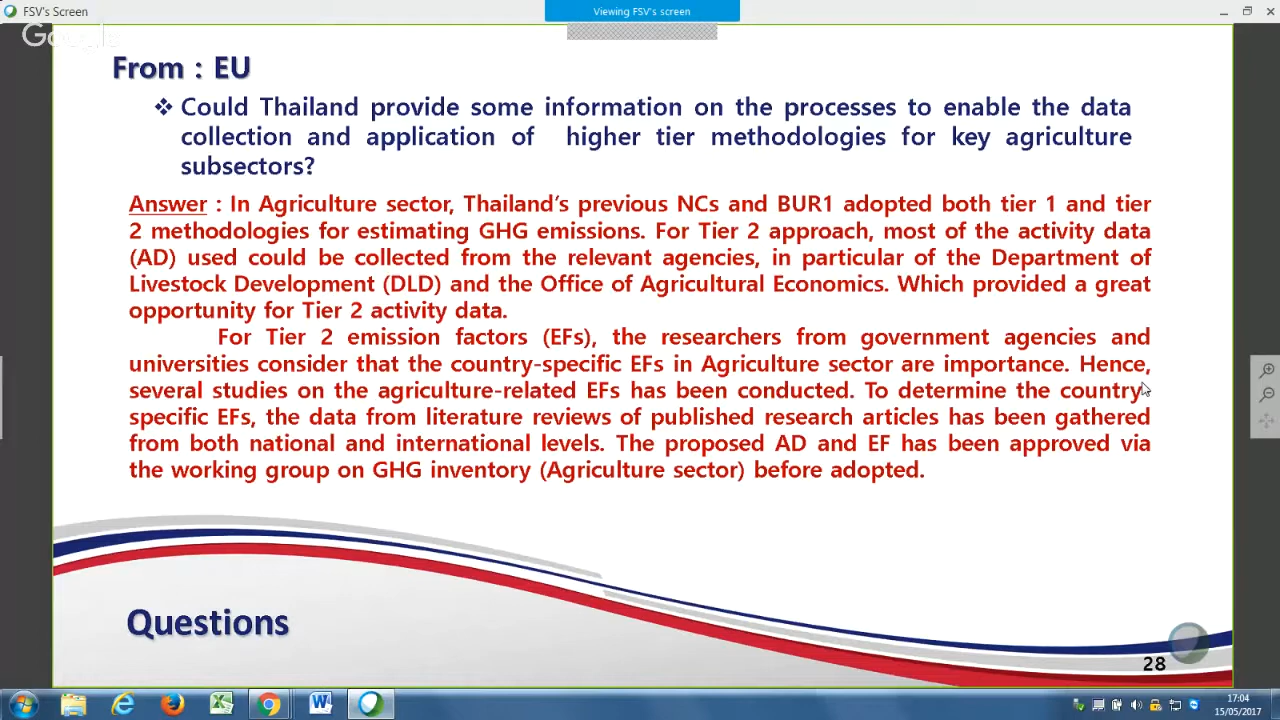 FSV's Screen
Viewing FSV's screen
Google
From : EU
❖ Could Thailand provide some information on the processes to enable the data
collection and application of higher tier methodologies for key agriculture
subsectors?
Answer : In Agriculture sector, Thailand's previous NCs and BUR1 adopted both tier 1 and tier
2 methodologies for estimating GHG emissions. For Tier 2 approach, most of the activity data
(AD) used could be collected from the relevant agencies, in particular of the Department of
Livestock Development (DLD) and the Office of Agricultural Economics. Which provided a great
opportunity for Tier 2 activity data.
For Tier 2 emission factors (EFs), the researchers from government agencies and
universities consider that the country-specific EFs in Agriculture sector are importance. Hence,
several studies on the agriculture-related EFs has been conducted. To determine the country-
specific EFs, the data from literature reviews of published research articles has been gathered
from both national and international levels. The proposed AD and EF has been approved via
the working group on GHG inventory (Agriculture sector) before adopted.
Questions
28
17:04
15/05/2017